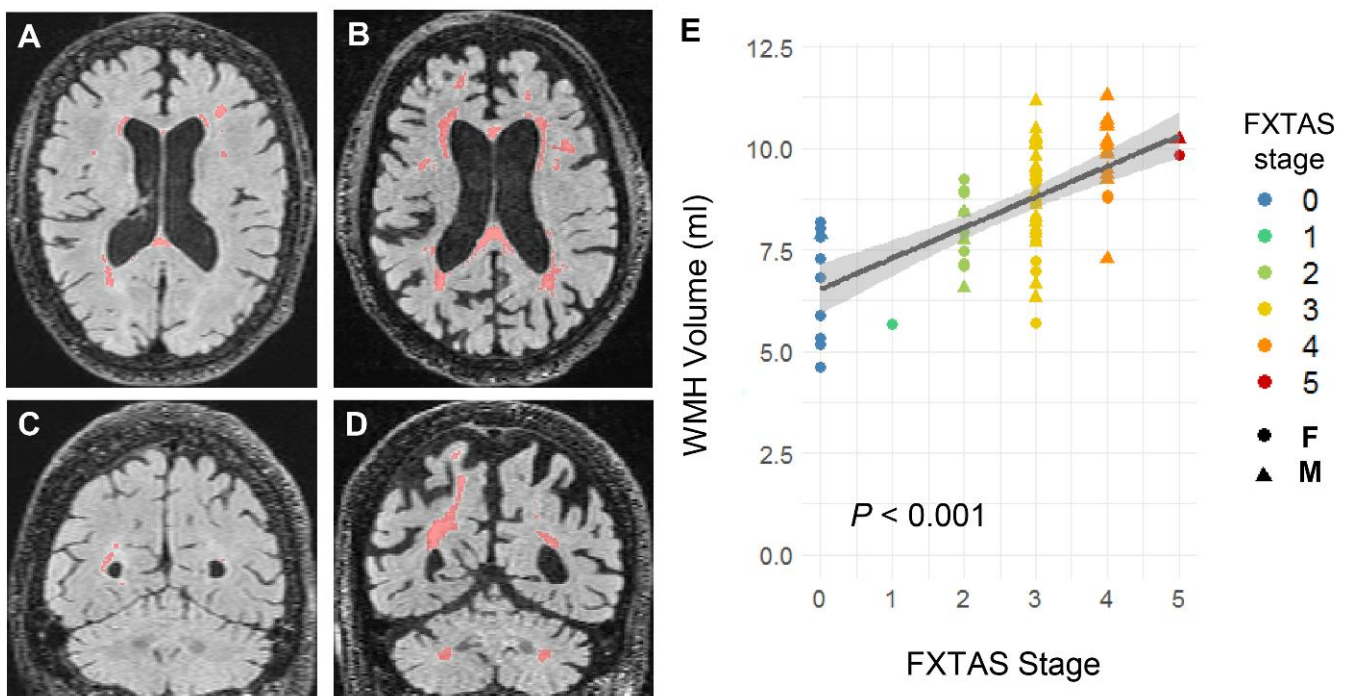 A
B
C
D
E
WMH Volume (ml)
12.5
10.0
7.5
5.0
2.5
0.0
P < 0.001
0 1 2 3 4 5
FXTAS Stage
FXTAS
stage
0
1
2
3
4
5
F
M